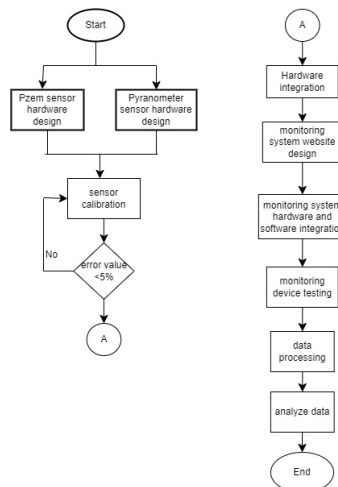 Start
Pzem sensor
hardware
design
Pyranometer
sensor hardware
design
sensor
calibration
No
error value
<5%
A
A
Hardware
integration
monitoring
system website
design
monitoring system
hardware and
software integration
monitoring
device testing
data
processing
analyze data
End